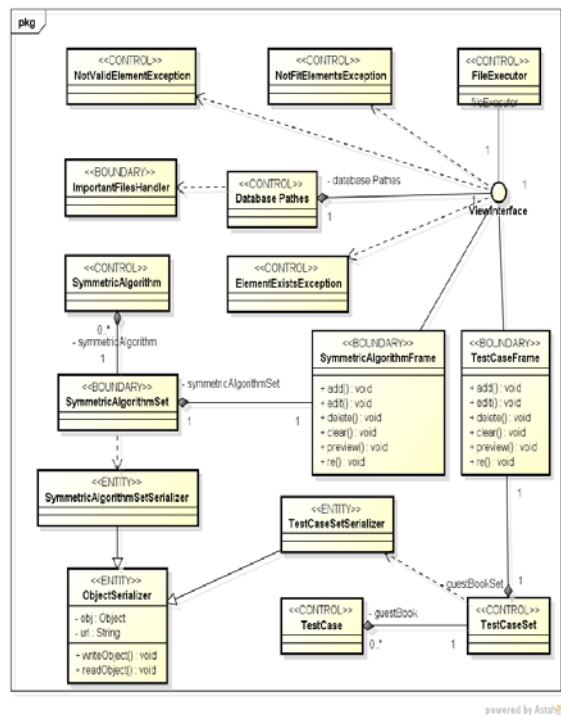 pkg
<<CONTROL>>
NotValidElementException
<<CONTROL>>
NotFitElementsException
<<CONTROL>>
FileExecutor
fileExecutor
1
1
<<BOUNDARY>>
ImportantFilesHandler
<<CONTROL>>
Database Pathes
- database Pathes
1
1
ViewInterface
<<CONTROL>>
SymmetricAlgorithm
<<CONTROL>>
ElementExistsException
0..*
- symmetricAlgorithm
1
<<BOUNDARY>>
SymmetricAlgorithmFrame
+ add() : void
+ edit() : void
+ delete() : void
+ clear() : void
+ preview() : void
+ re() : void
<<BOUNDARY>>
TestCaseFrame
+ add() : void
+ edit() : void
+ delete() : void
+ clear() : void
+ preview() : void
+ re() : void
<<BOUNDARY>>
SymmetricAlgorithmSet
- symmetricAlgorithmSet
1
1
<<ENTITY>>
SymmetricAlgorithmSetSerializer
<<ENTITY>>
TestCaseSetSerializer
1
<<ENTITY>>
ObjectSerializer
- obj : Object
- url : String
+ writeObject() : void
+ readObject() : void
- guestBookSet
1
<<CONTROL>>
TestCase
- guestBook
0..*
1
<<CONTROL>>
TestCaseSet
powered by Astah